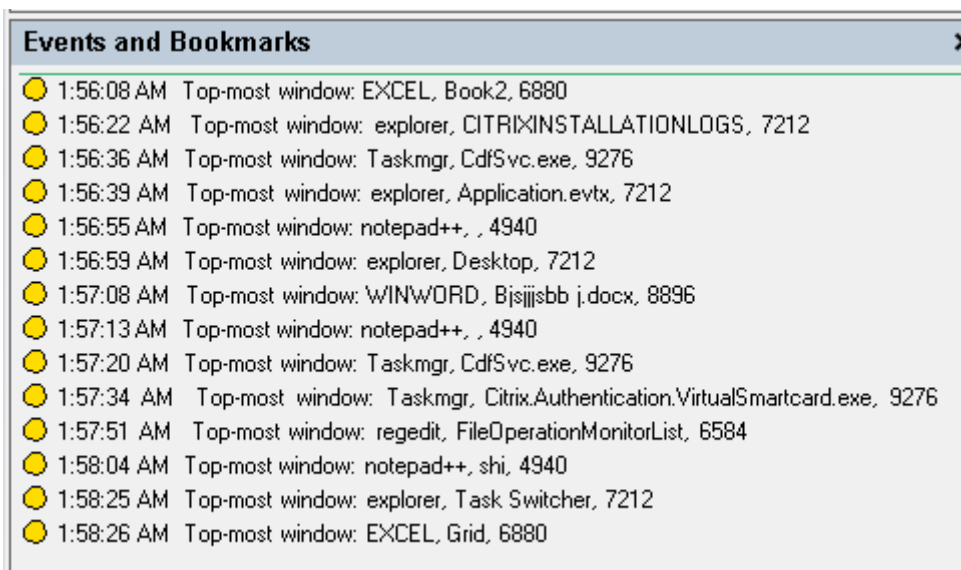 Events and Bookmarks
1:56:08 AM Top-most window: EXCEL, Book2, 6880
1:56:22 AM Top-most window: explorer, CITRIXINSTALLATIONLOGS, 7212
1:56:36 AM Top-most window: Taskmgr, CdfSvc.exe, 9276
1:56:39 AM Top-most window: explorer, Application.evtx, 7212
1:56:55 AM Top-most window: notepad++, , 4940
1:56:59 AM Top-most window: explorer, Desktop, 7212
1:57:08 AM Top-most window: WINWORD, Bjsjjjsbb j.docx, 8896
1:57:13 AM Top-most window: notepad++, , 4940
1:57:20 AM Top-most window: Taskmgr, CdfSvc.exe, 9276
1:57:34 AM Top-most window: Taskmgr, Citrix.Authentication.VirtualSmartcard.exe, 9276
1:57:51 AM Top-most window: regedit, FileOperationMonitorList, 6584
1:58:04 AM Top-most window: notepad++, shi, 4940
1:58:25 AM Top-most window: explorer, Task Switcher, 7212
1:58:26 AM Top-most window: EXCEL, Grid, 6880